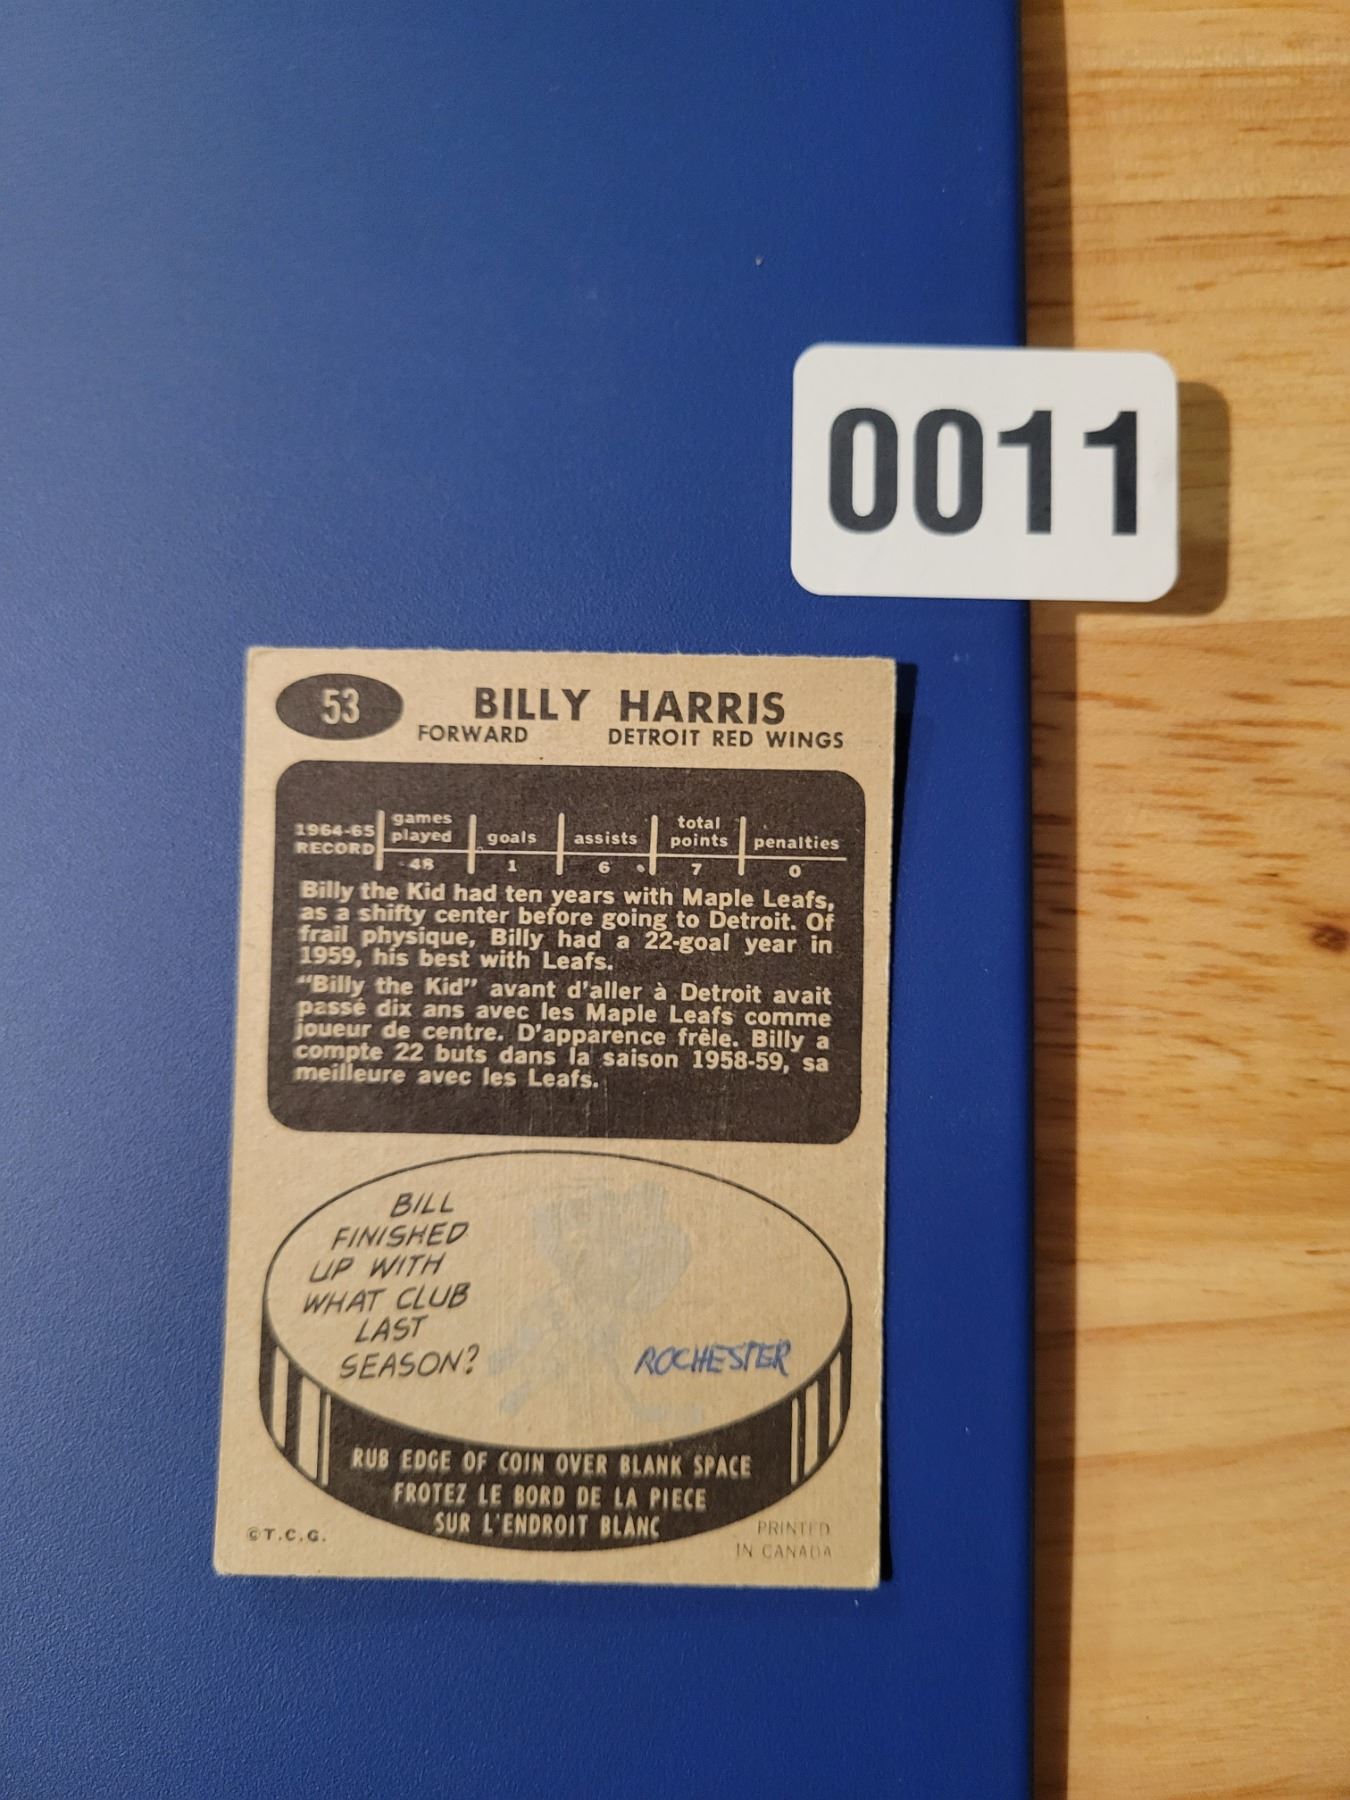 0011
53
BILLY HARRIS
FORWARD DETROIT RED WINGS
1964-65 RECORD games played goals assists total points penalties
48 1 6 7 0
Billy the Kid had ten years with Maple Leafs,
as a shifty center before going to Detroit. Of
frail physique, Billy had a 22-goal year in
1959, his best with Leafs.
"Billy the Kid" avant d'aller à Detroit avait
passé dix ans avec les Maple Leafs comme
joueur de centre. D'apparence frêle. Billy a
compte 22 buts dans la saison 1958-59, sa
meilleure avec les Leafs.
BILL
FINISHED
UP WITH
WHAT CLUB
LAST
SEASON?
ROCHESTER
RUB EDGE OF COIN OVER BLANK SPACE
FROTEZ LE BORD DE LA PIECE
SUR L'ENDROIT BLANC
©T.C.G.
PRINTED
IN CANADA